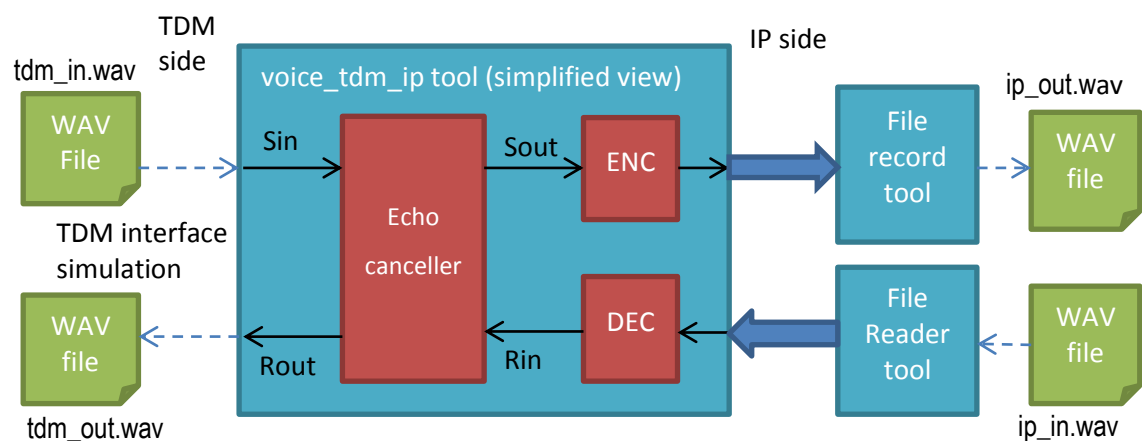 TDM
side
IP side
tdm_in.wav
voice_tdm_ip tool (simplified view)
ip_out.wav
WAV
File
Sin
Sout
ENC
File
record
tool
WAV
file
Echo
canceller
TDM interface
simulation
WAV
file
Rout
Rin
DEC
File
Reader
tool
WAV
file
tdm_out.wav
ip_in.wav